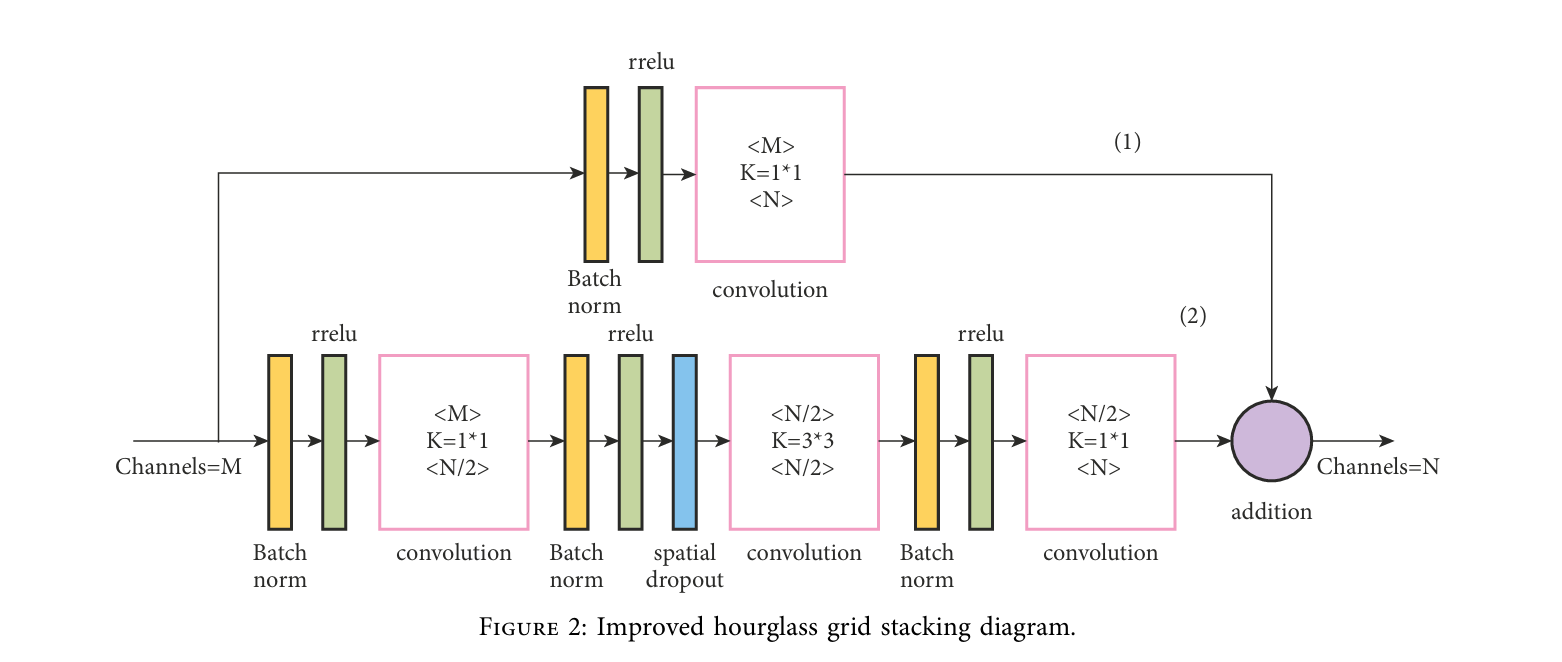 rrelu
<M>
K=1*1
<N>
(1)
Batch
norm
convolution
(2)
rrelu
rrelu
rrelu
<M>
K=1*1
<N/2>
<N/2>
K=3*3
<N/2>
<N/2>
K=1*1
<N>
Channels=M
Channels=N
addition
Batch
norm
convolution
Batch
norm
spatial
dropout
convolution
Batch
norm
convolution
Figure 2: Improved hourglass grid stacking diagram.